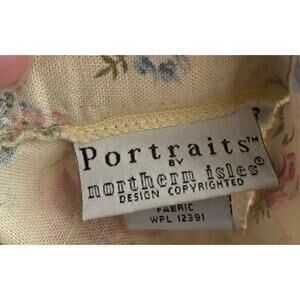 Portraits™
BY
northern isles®
DESIGN COPYRIGHTED
FABRIC
WPL 12391